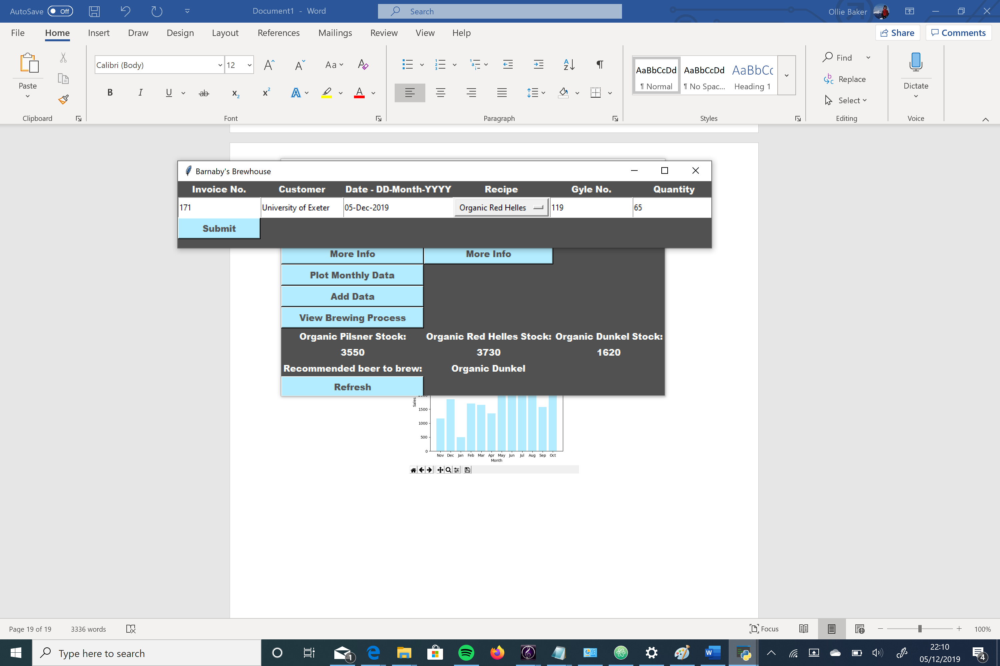 AutoSave Off Document1 - Word Search Ollie Baker
File Home Insert Draw Design Layout References Mailings Review View Help Share Comments
Paste Calibri (Body) 12 Aa AaBbCcDd AaBbCcDd AaBbCc Find Replace Select Dictate
¶ Normal ¶ No Spac... Heading 1
Clipboard Font Paragraph Styles Editing Voice
Barnaby's Brewhouse
Invoice No. Customer Date - DD-Month-YYYY Recipe Gyle No. Quantity
171 University of Exeter 05-Dec-2019 Organic Red Helles 119 65
Submit
More Info More Info
Plot Monthly Data
Add Data
View Brewing Process
Organic Pilsner Stock: Organic Red Helles Stock: Organic Dunkel Stock:
3550 3730 1620
Recommended beer to brew: Organic Dunkel
Refresh
Sales
1500
1000
500
0
Nov Dec Jan Feb Mar Apr May Jun Jul Aug Sep Oct
Month
Page 19 of 19 3336 words Focus 100%
Type here to search 1 22:10
05/12/2019 4